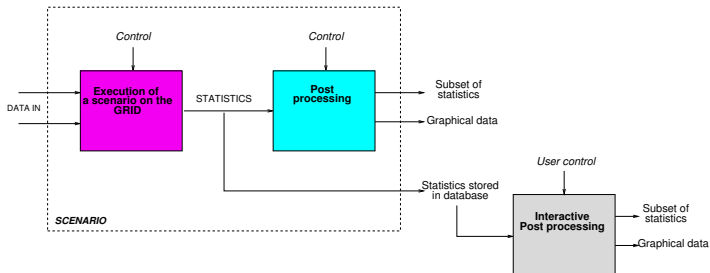 Control
Control
Execution of
a scenario on the
GRID
Post
processing
DATA IN
STATISTICS
Subset of
statistics
Graphical data
Statistics stored
in database
SCENARIO
User control
Interactive
Post processing
Subset of
statistics
Graphical data